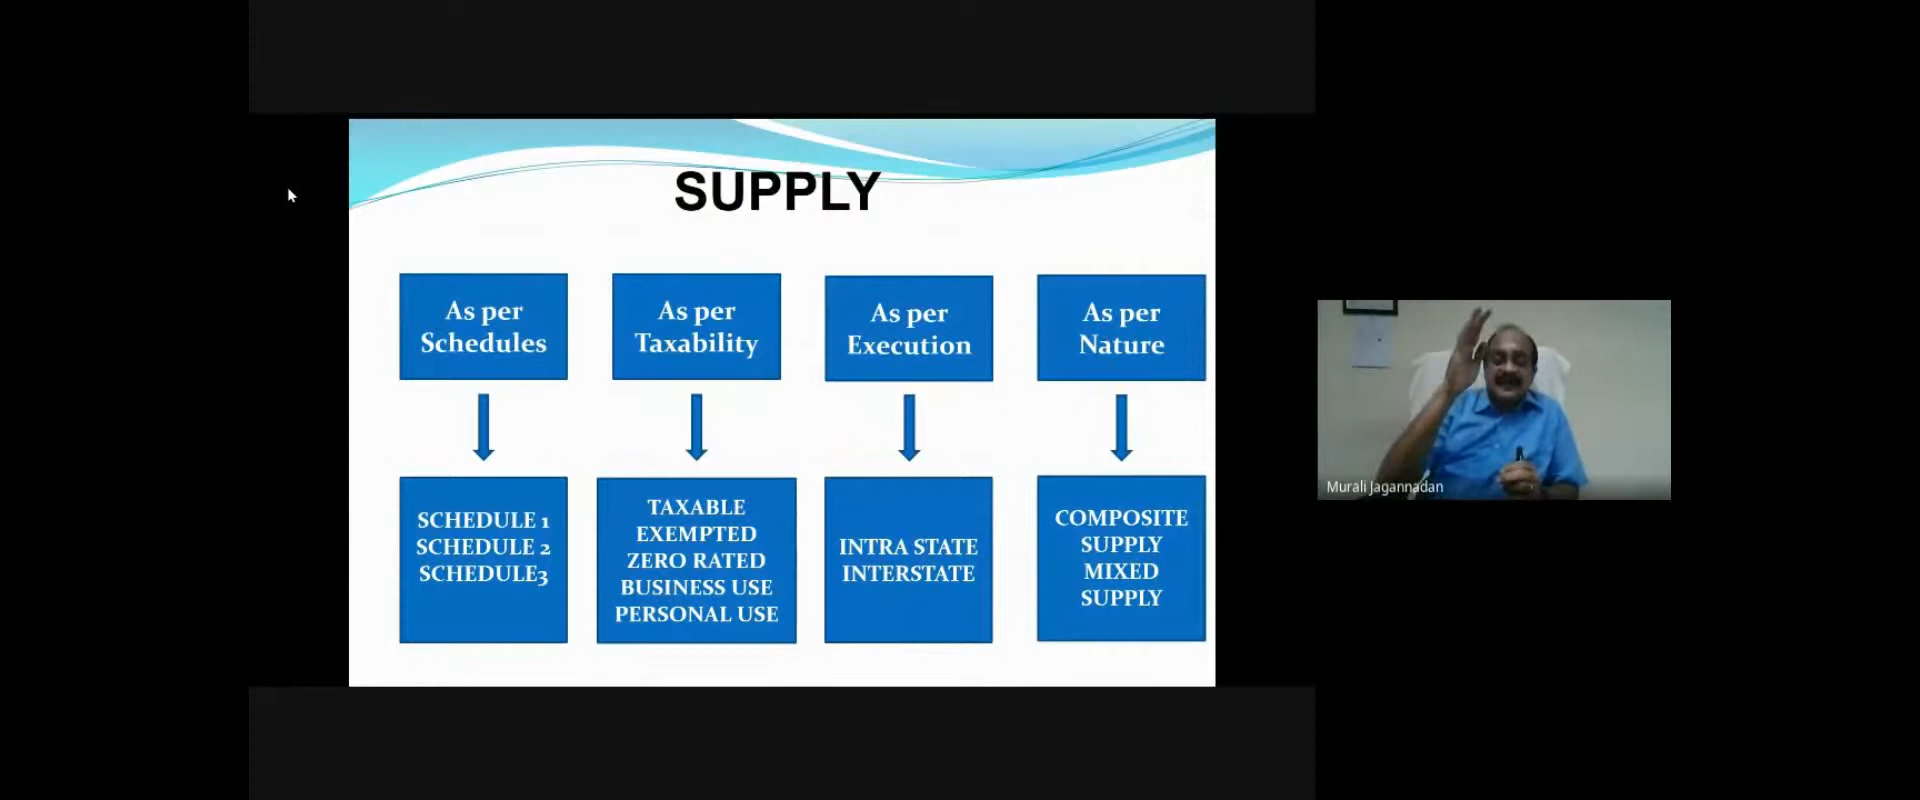 SUPPLY
As per
Schedules
As per
Taxability
As per
Execution
As per
Nature
SCHEDULE 1
SCHEDULE 2
SCHEDULE3
TAXABLE
EXEMPTED
ZERO RATED
BUSINESS USE
PERSONAL USE
INTRA STATE
INTERSTATE
COMPOSITE
SUPPLY
MIXED
SUPPLY
Murali Jagannadan